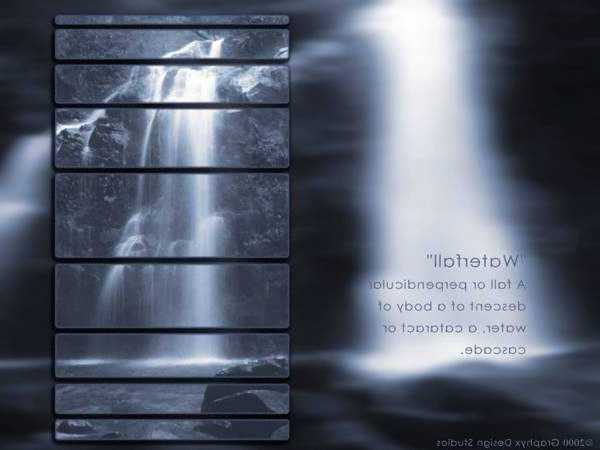 "Waterfall"
A fall or perpendicular
descent of a body of
water, a cataract or
cascade.
©2000 Graphyx Design Studios